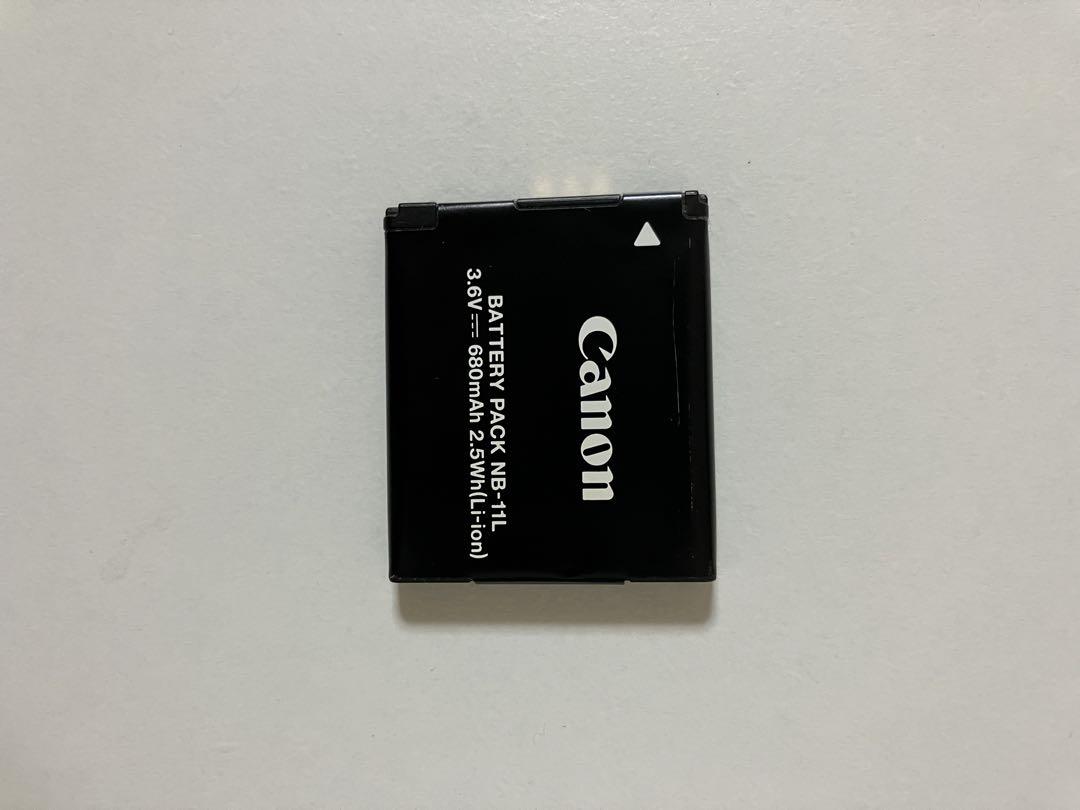 Canon
BATTERY PACK NB-11L
3.6V⎓ 680mAh 2.5Wh(Li-ion)